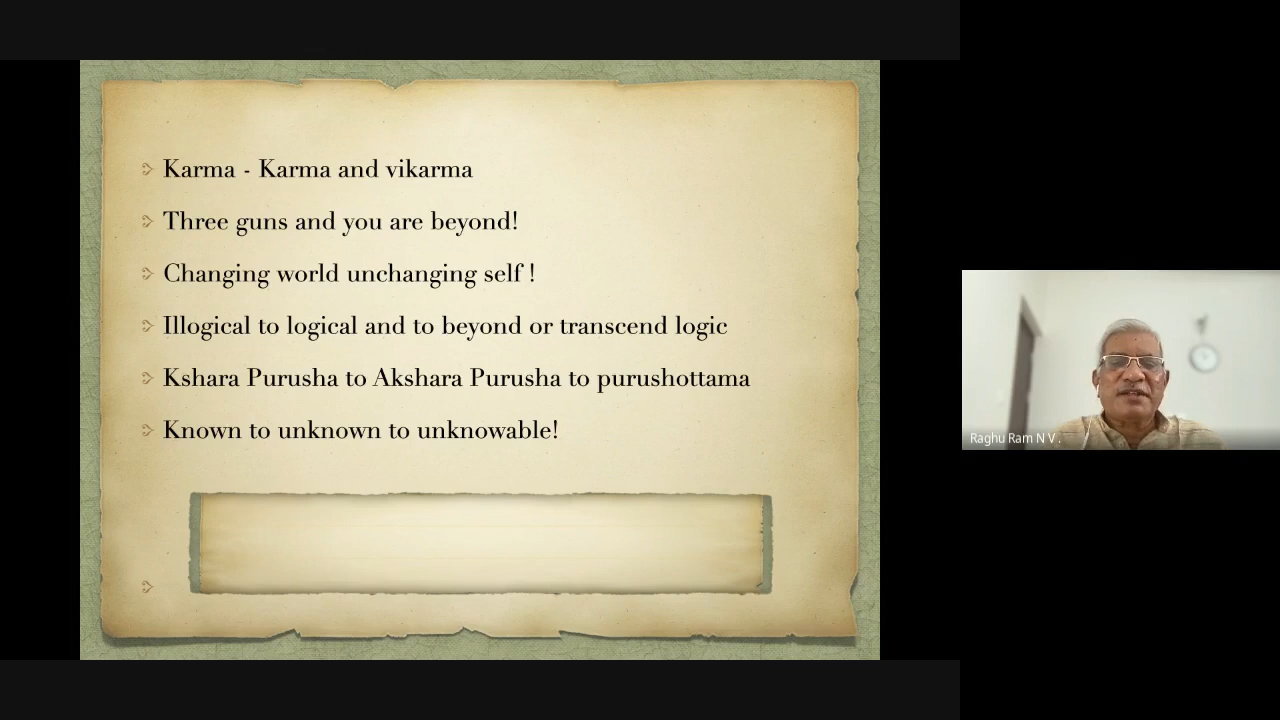 Karma - Karma and vikarma
Three guns and you are beyond!
Changing world unchanging self !
Illogical to logical and to beyond or transcend logic
Kshara Purusha to Akshara Purusha to purushottama
Known to unknown to unknowable!
Raghu Ram N V .